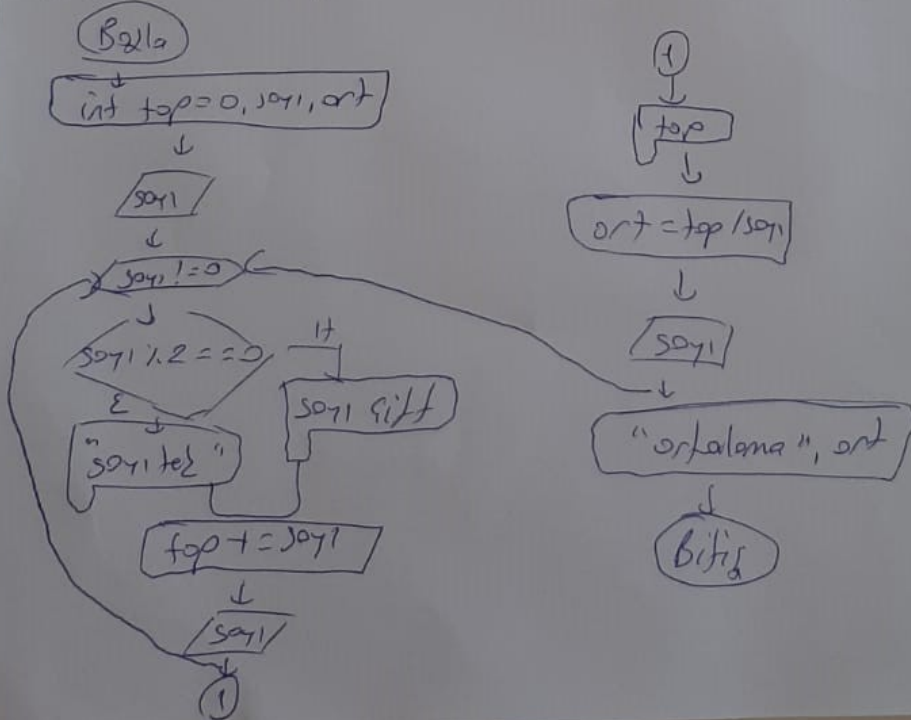 Başla
int top=0, sayı, ort
sayı
sayı != 0
sayı % 2 == 0
H
E
sayı çift
"sayı tek"
top += sayı
sayı
1
1
top
ort = top / sayı
sayı
"ortalama", ort
Bitiş